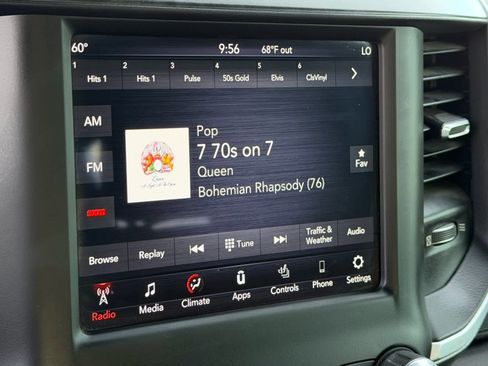 60° 9:56 68°F out LO
1 2 3 4 5 6
Hits 1 Hits 1 Pulse 50s Gold Elvis ClsVinyl
AM
FM
Pop
7 70s on 7
Queen
Bohemian Rhapsody (76)
Fav
Queen
Browse Replay Tune Traffic & Weather Audio
Radio Media Climate Apps Controls Phone Settings